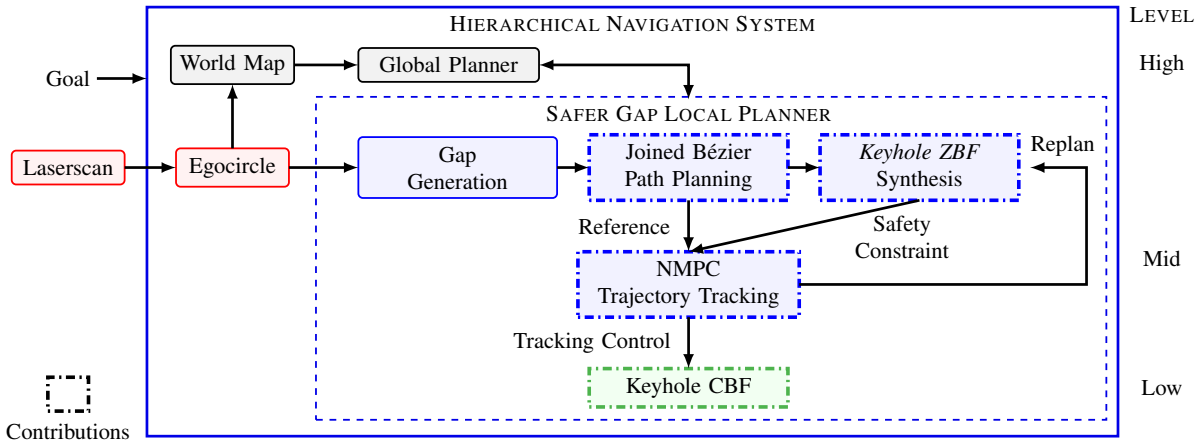 HIERARCHICAL NAVIGATION SYSTEM
LEVEL
Goal
World Map
Global Planner
High
SAFER GAP LOCAL PLANNER
Laserscan
Egocircle
Gap
Generation
Joined Bézier
Path Planning
Keyhole ZBF
Synthesis
Replan
Reference
Safety
Constraint
NMPC
Trajectory Tracking
Mid
Tracking Control
Keyhole CBF
Low
Contributions